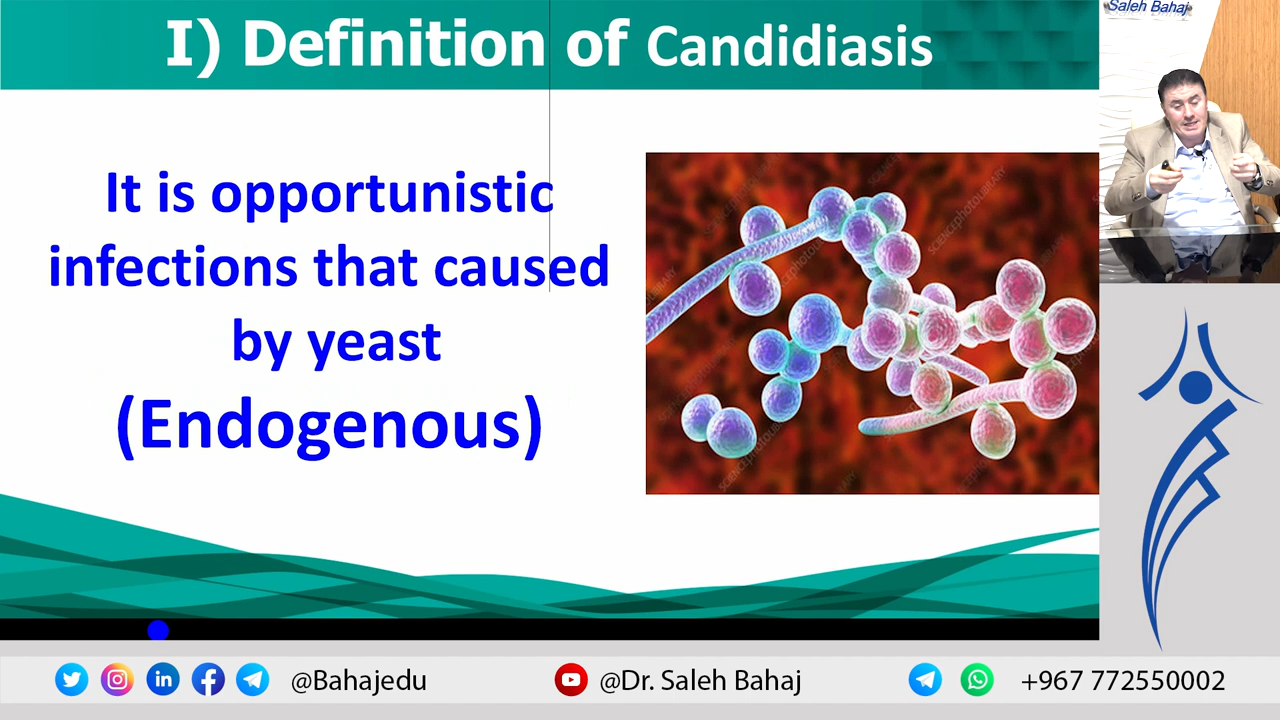 I) Definition of Candidiasis
Saleh Bahaj
It is opportunistic
infections that caused
by yeast
(Endogenous)
@Bahajedu
@Dr. Saleh Bahaj
+967 772550002